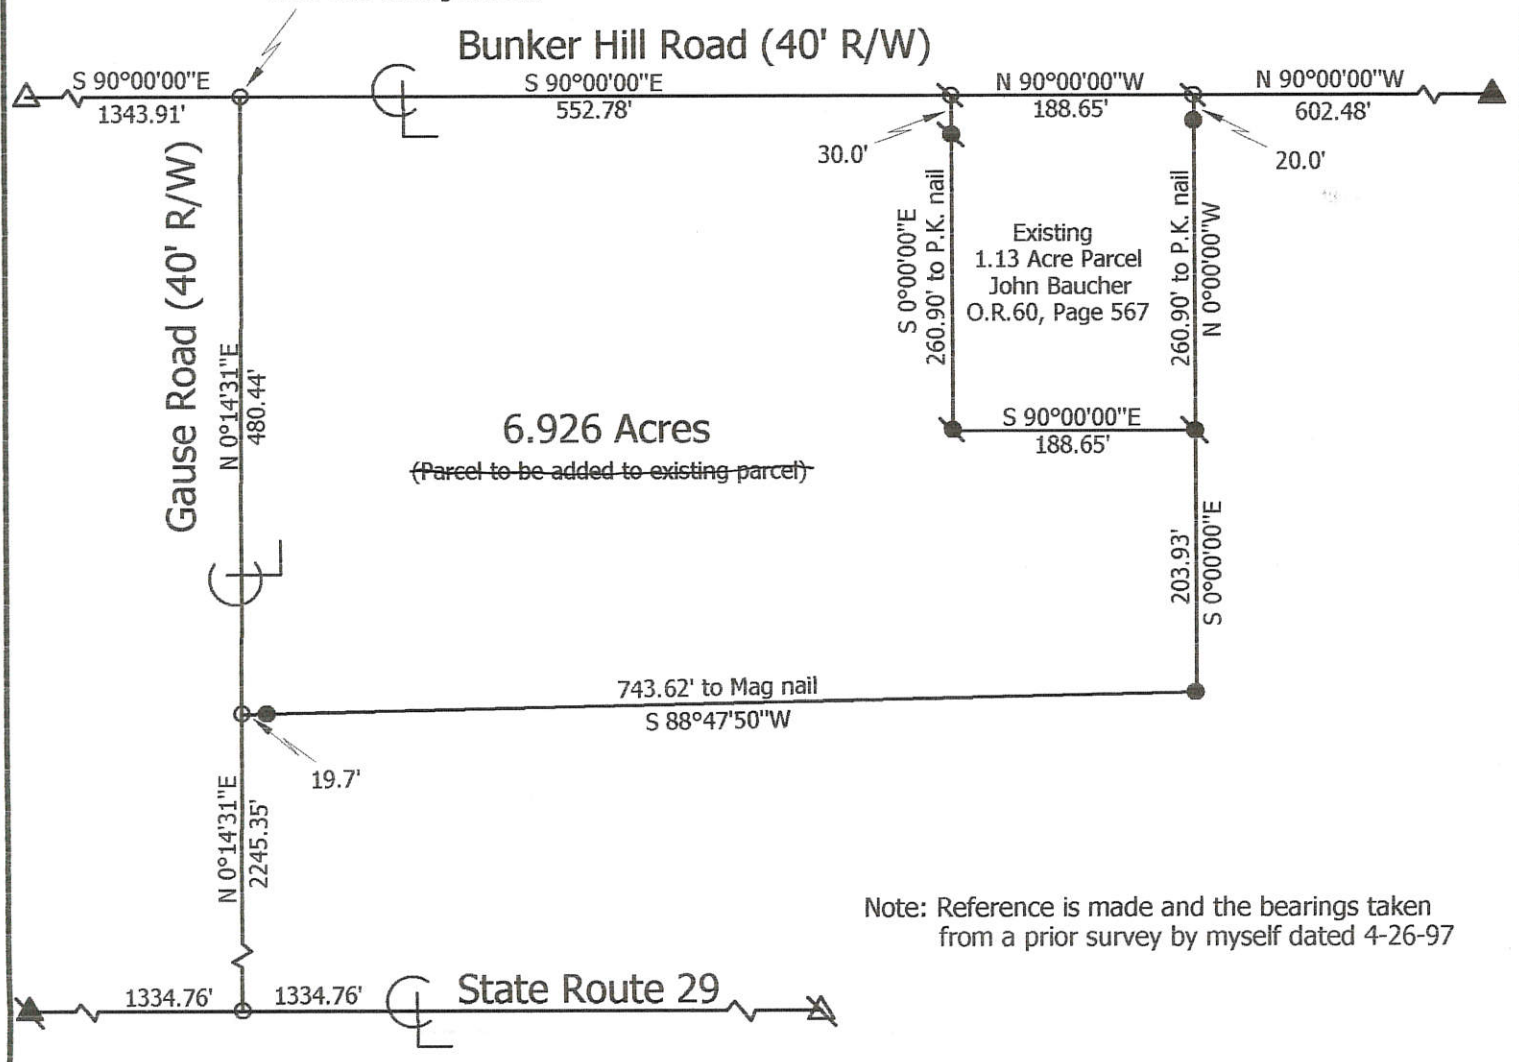 Bunker Hill Road (40' R/W)
S 90°00'00"E
1343.91'
S 90°00'00"E
552.78'
N 90°00'00"W
188.65'
N 90°00'00"W
602.48'
30.0'
20.0'
Gause Road (40' R/W)
N 0°14'31"E
480.44'
S 0°00'00"E
260.90' to P.K. nail
Existing
1.13 Acre Parcel
John Baucher
O.R.60, Page 567
260.90' to P.K. nail
N 0°00'00"W
6.926 Acres
(Parcel to be added to existing parcel)
S 90°00'00"E
188.65'
203.93'
S 0°00'00"E
743.62' to Mag nail
S 88°47'50"W
19.7'
N 0°14'31"E
2245.35'
Note: Reference is made and the bearings taken
from a prior survey by myself dated 4-26-97
1334.76'
1334.76'
State Route 29